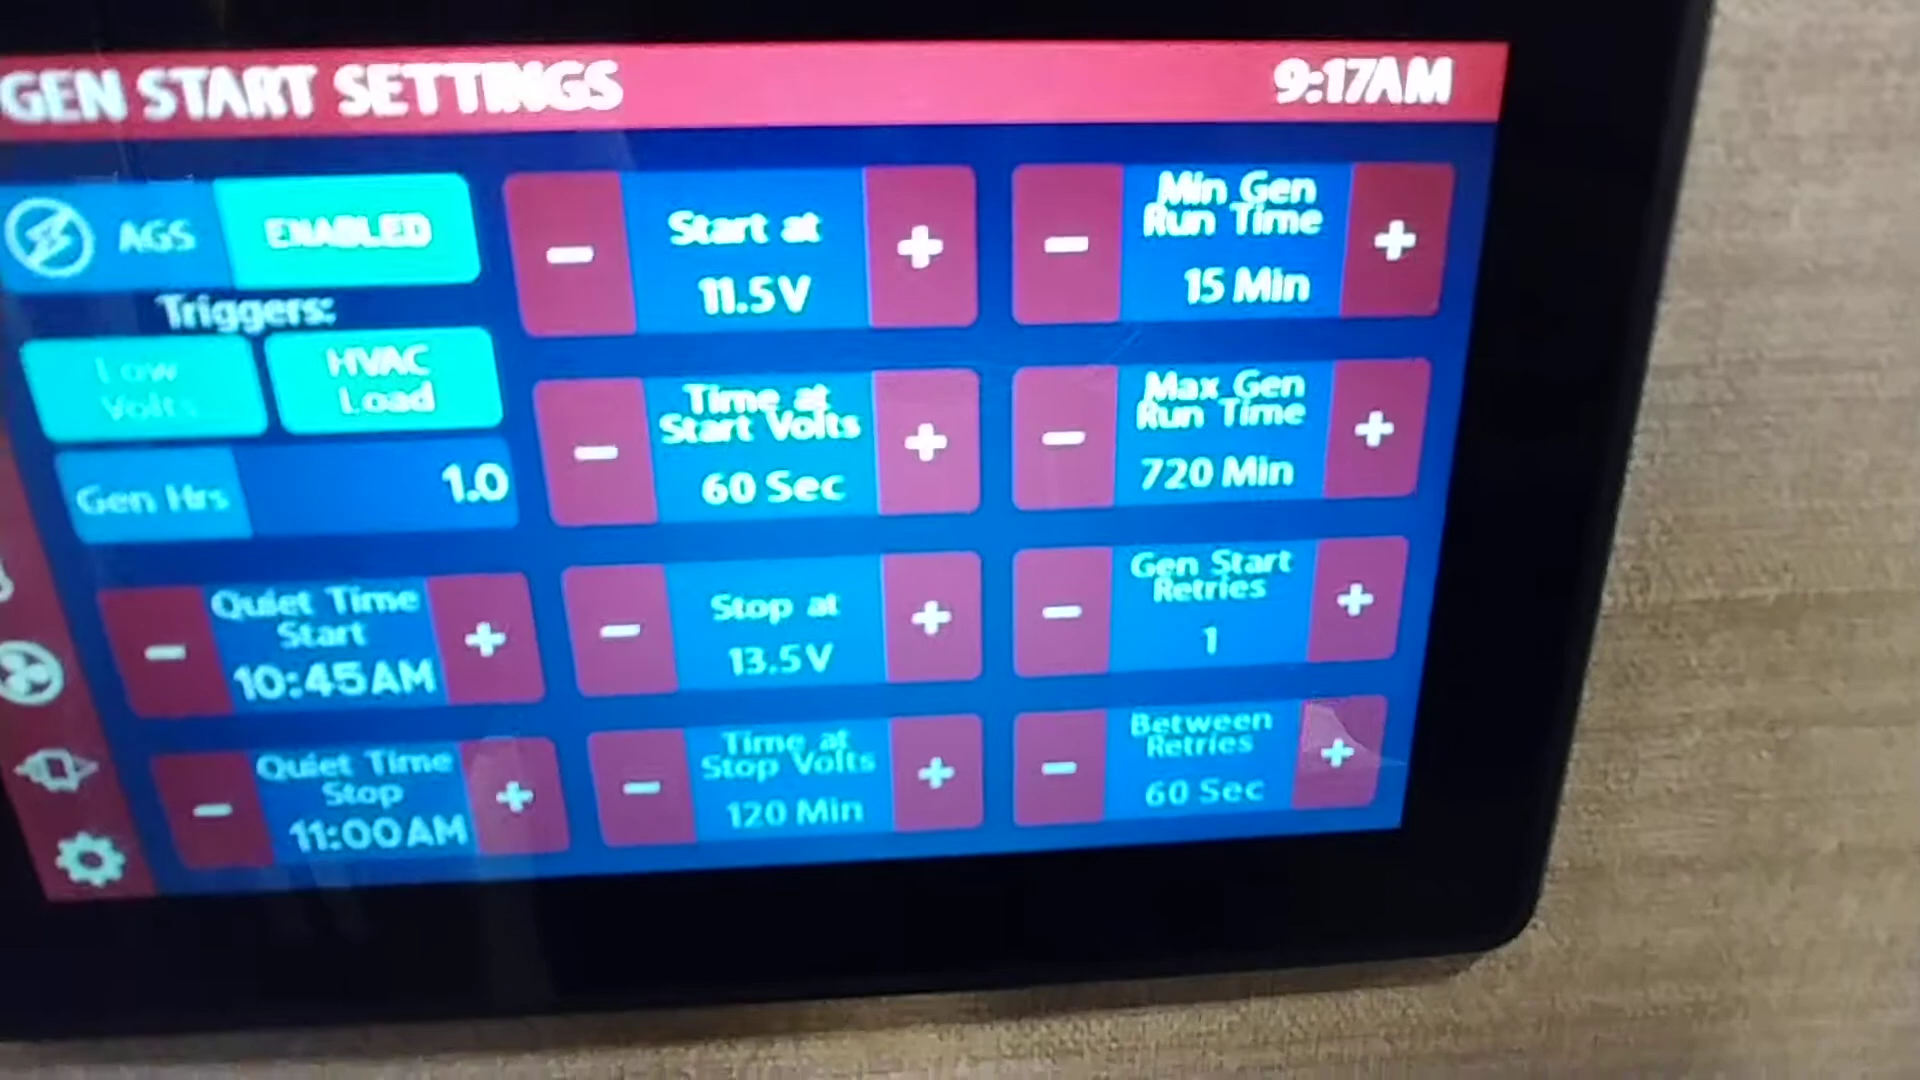 GEN START SETTINGS
9:17AM
AGS
ENABLED
Triggers:
Low
Volts
HVAC
Load
Gen Hrs
1.0
Quiet Time
Start
10:45AM
Quiet Time
Stop
11:00AM
Start at
11.5V
Time at
Start Volts
60 Sec
Stop at
13.5V
Time at
Stop Volts
120 Min
Min Gen
Run Time
15 Min
Max Gen
Run Time
720 Min
Gen Start
Retries
1
Between
Retries
60 Sec